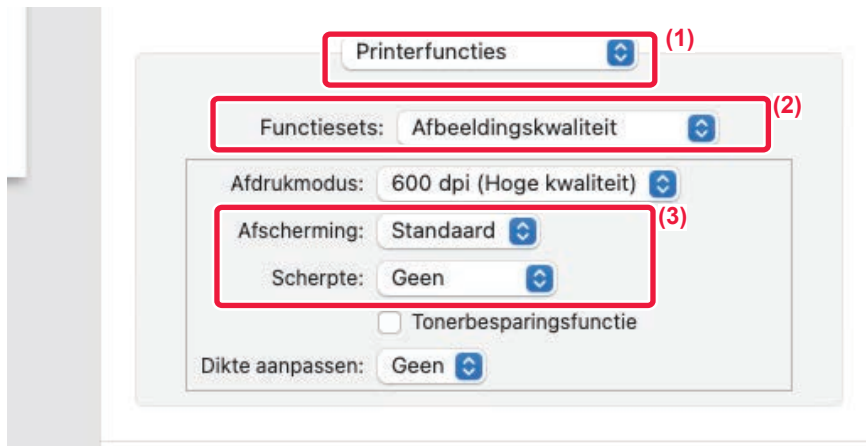 Printerfuncties (1)
Functiesets: Afbeeldingskwaliteit (2)
Afdrukmodus: 600 dpi (Hoge kwaliteit)
Afscherming: Standaard (3)
Scherpte: Geen
Tonerbesparingsfunctie
Dikte aanpassen: Geen